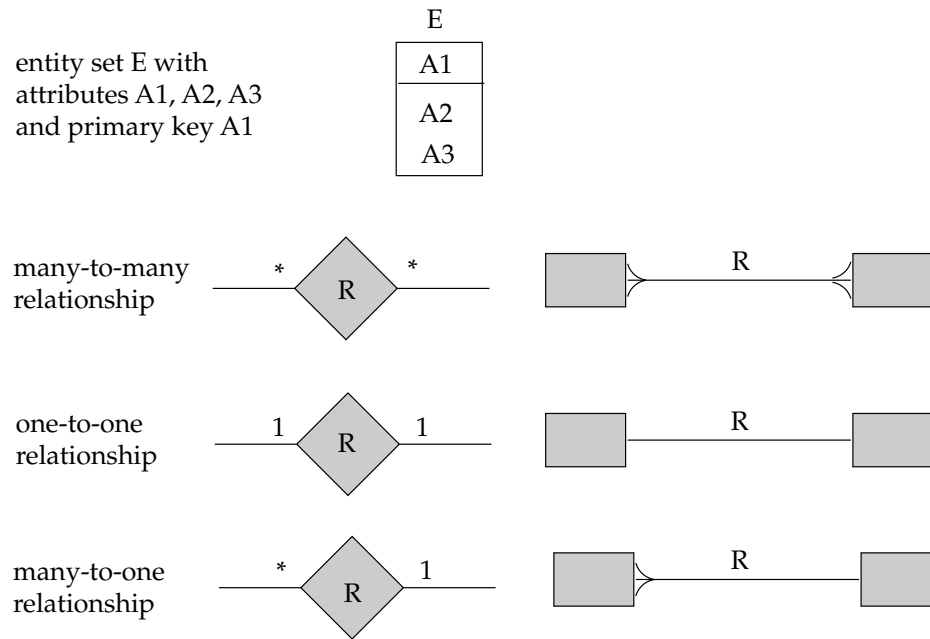 E
entity set E with
attributes A1, A2, A3
and primary key A1
A1
A2
A3
many-to-many
relationship
* R *
R
one-to-one
relationship
1 R 1
R
many-to-one
relationship
* R 1
R